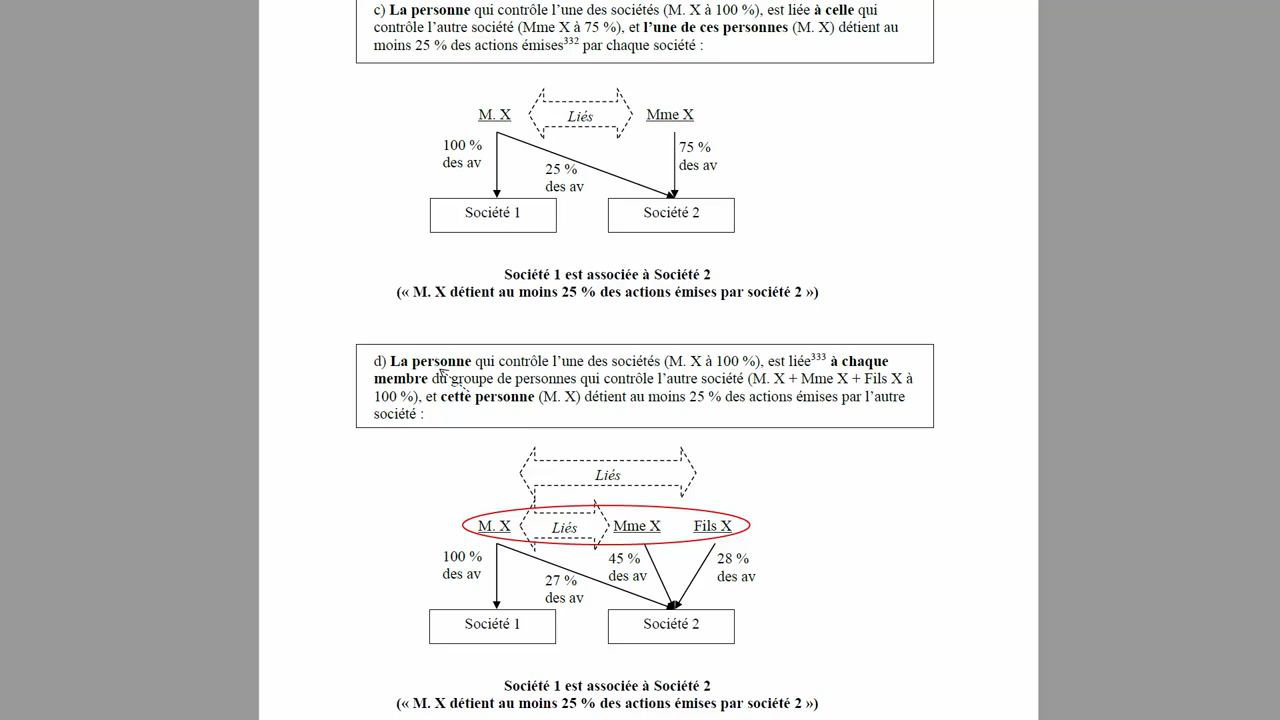 c) La personne qui contrôle l'une des sociétés (M. X à 100 %), est liée à celle qui
contrôle l'autre société (Mme X à 75 %), et l'une de ces personnes (M. X) détient au
moins 25 % des actions émises332 par chaque société :
M. X Liés Mme X
100 % des av
25 % des av
75 % des av
Société 1 Société 2
Société 1 est associée à Société 2
(« M. X détient au moins 25 % des actions émises par société 2 »)
d) La personne qui contrôle l'une des sociétés (M. X à 100 %), est liée333 à chaque
membre du groupe de personnes qui contrôle l'autre société (M. X + Mme X + Fils X à
100 %), et cette personne (M. X) détient au moins 25 % des actions émises par l'autre
société :
Liés
M. X Liés Mme X Fils X
100 % des av
27 % des av
45 % des av
28 % des av
Société 1 Société 2
Société 1 est associée à Société 2
(« M. X détient au moins 25 % des actions émises par société 2 »)